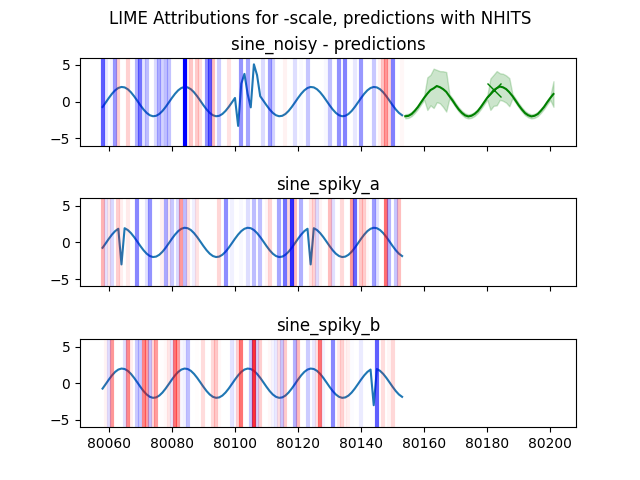 LIME Attributions for -scale, predictions with NHITS
sine_noisy - predictions
5
0
−5
sine_spiky_a
5
0
−5
sine_spiky_b
5
0
−5
80060 80080 80100 80120 80140 80160 80180 80200